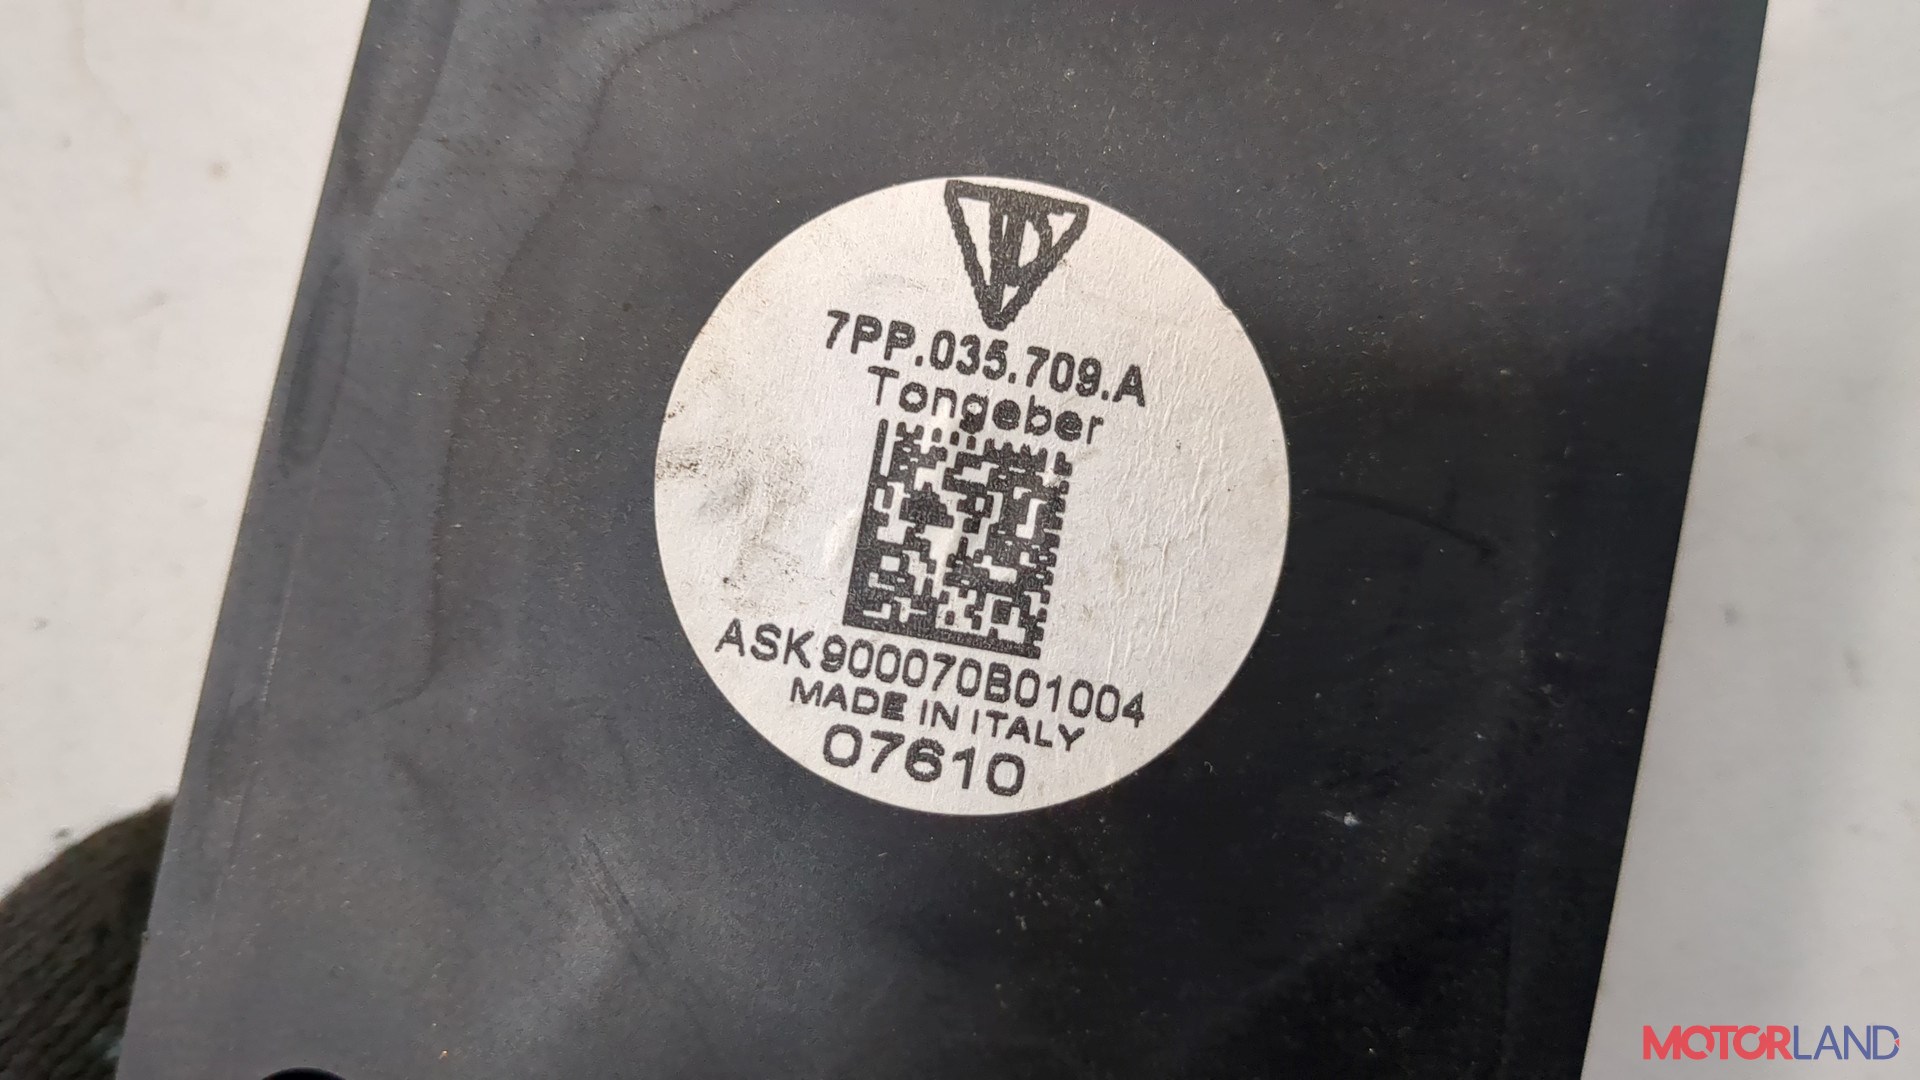 7PP.035.709.A
Tongeber
ASK900070B01004
MADE IN ITALY
07610
MOTORLAND